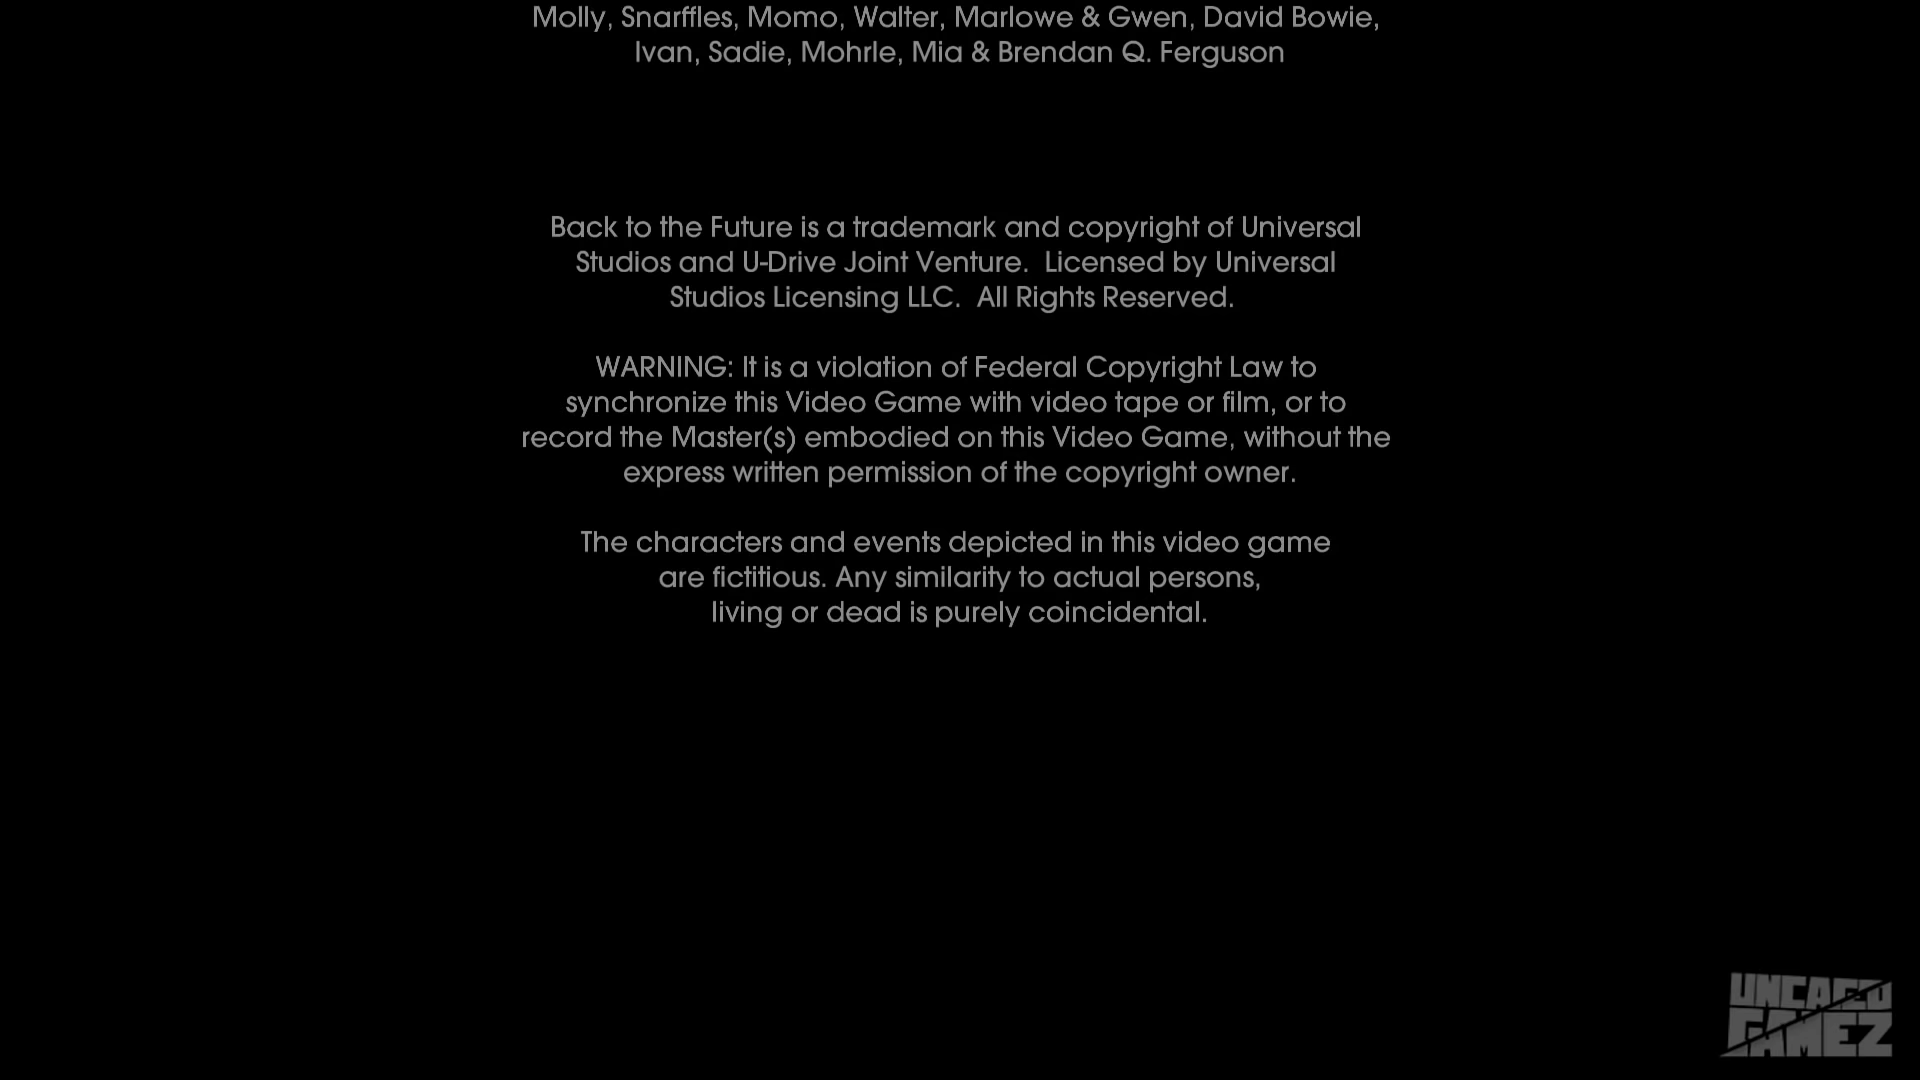 Molly, Snarffles, Momo, Walter, Marlowe & Gwen, David Bowie,
Ivan, Sadie, Mohrle, Mia & Brendan Q. Ferguson
Back to the Future is a trademark and copyright of Universal
Studios and U-Drive Joint Venture.  Licensed by Universal
Studios Licensing LLC.  All Rights Reserved.
WARNING: It is a violation of Federal Copyright Law to
synchronize this Video Game with video tape or film, or to
record the Master(s) embodied on this Video Game, without the
express written permission of the copyright owner.
The characters and events depicted in this video game
are fictitious. Any similarity to actual persons,
living or dead is purely coincidental.
UNCAGED
GAMEZ